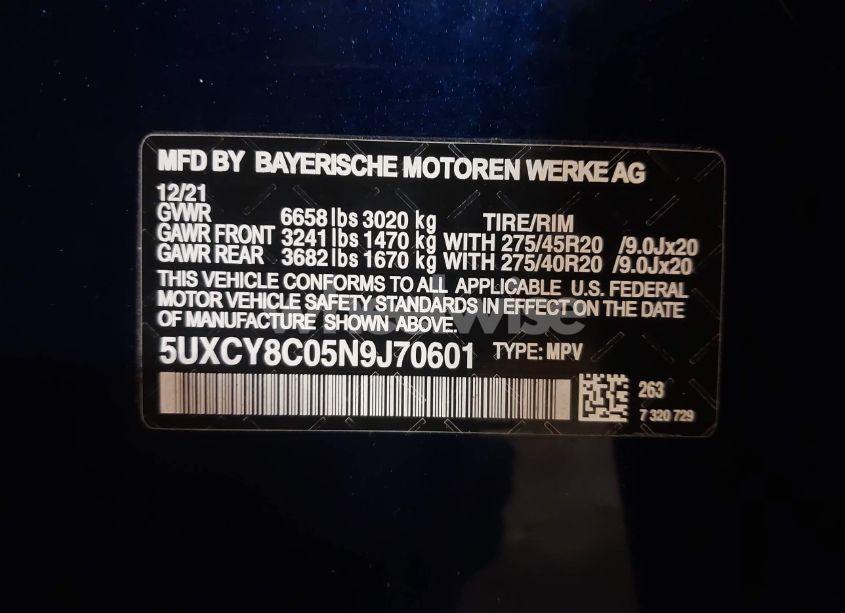 MFD BY BAYERISCHE MOTOREN WERKE AG
12/21
GVWR 6658 lbs 3020 kg TIRE/RIM
GAWR FRONT 3241 lbs 1470 kg WITH 275/45R20 /9.0Jx20
GAWR REAR 3682 lbs 1670 kg WITH 275/40R20 /9.0Jx20
THIS VEHICLE CONFORMS TO ALL APPLICABLE U.S. FEDERAL
MOTOR VEHICLE SAFETY STANDARDS IN EFFECT ON THE DATE
OF MANUFACTURE SHOWN ABOVE.
5UXCY8C05N9J70601 TYPE: MPV
263
7 320 729